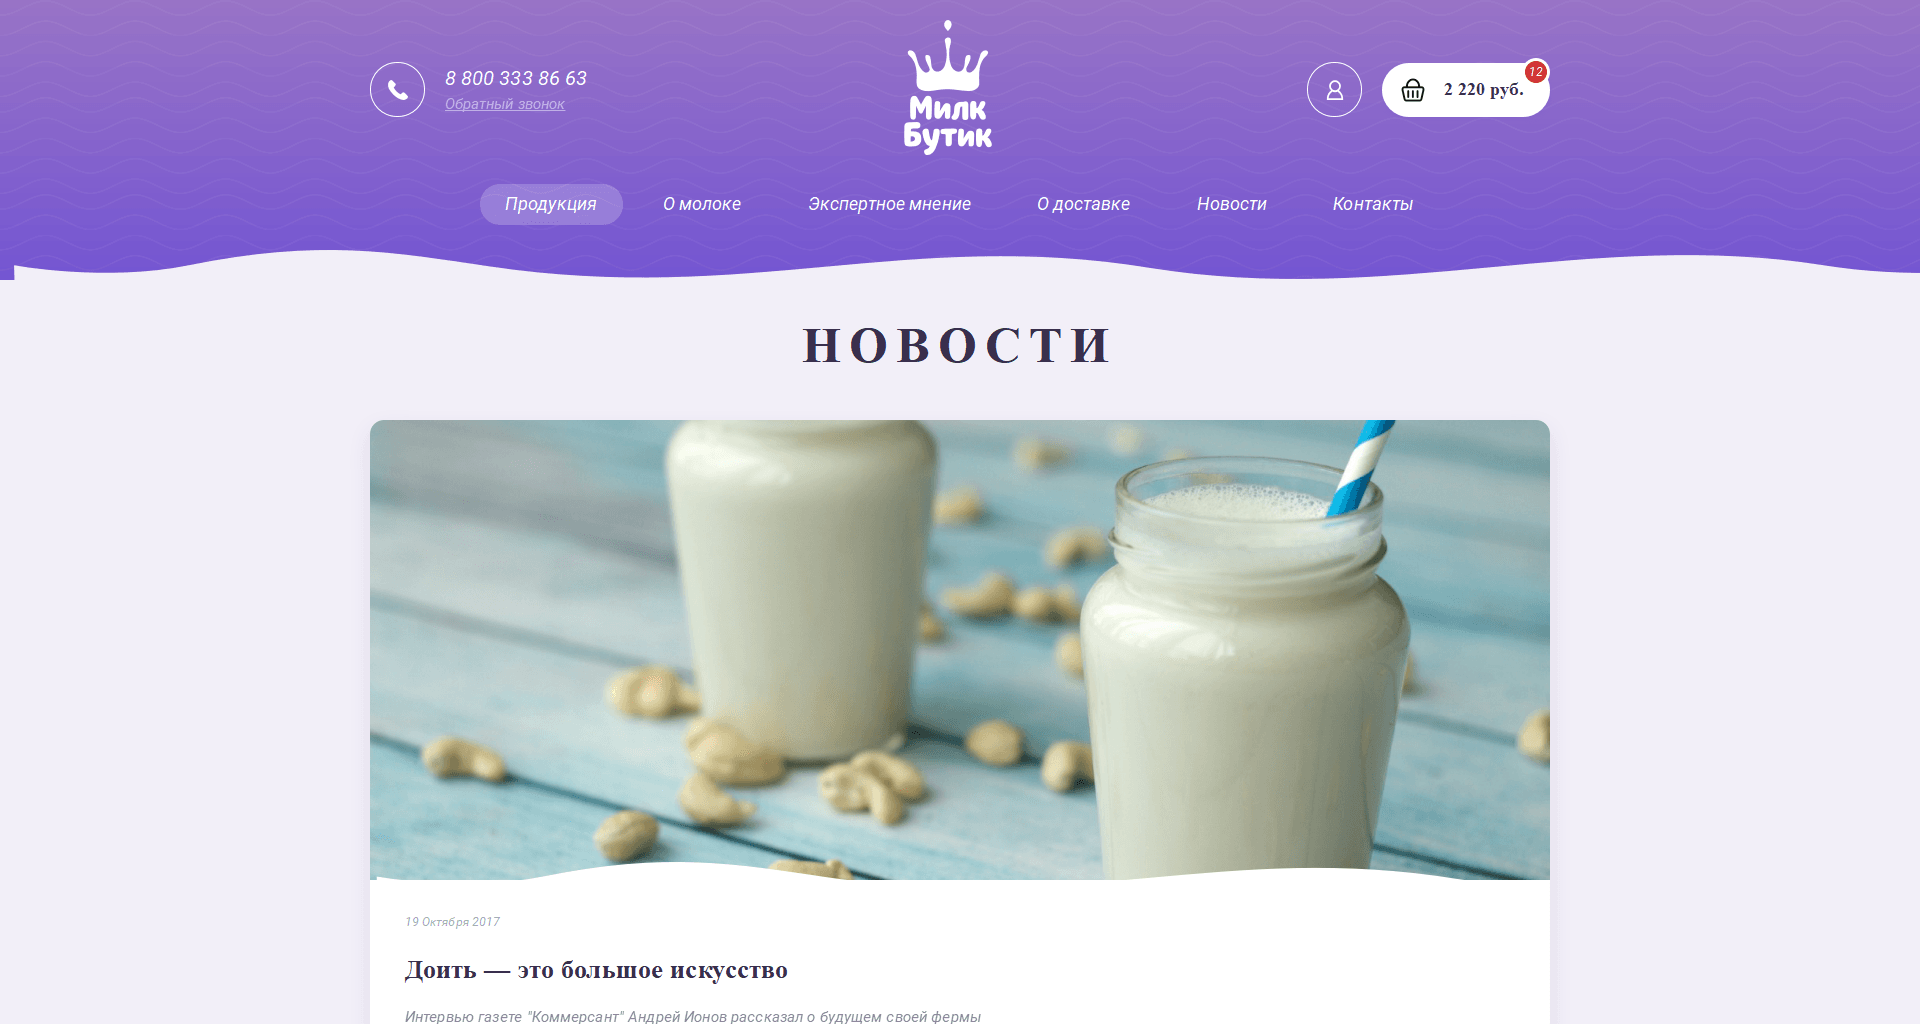 8 800 333 86 63
Обратный звонок
Милк
Бутик
2 220 руб.
12
Продукция
О молоке
Экспертное мнение
О доставке
Новости
Контакты
НОВОСТИ
19 Октября 2017
Доить — это большое искусство
Интервью газете "Коммерсант" Андрей Ионов рассказал о будущем своей фермы